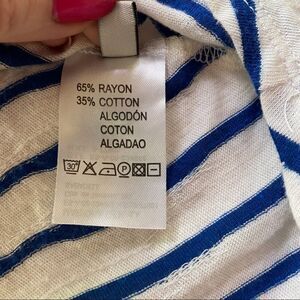 65% RAYON
35% COTTON
ALGODÓN
COTON
ALGADAO
30°
P